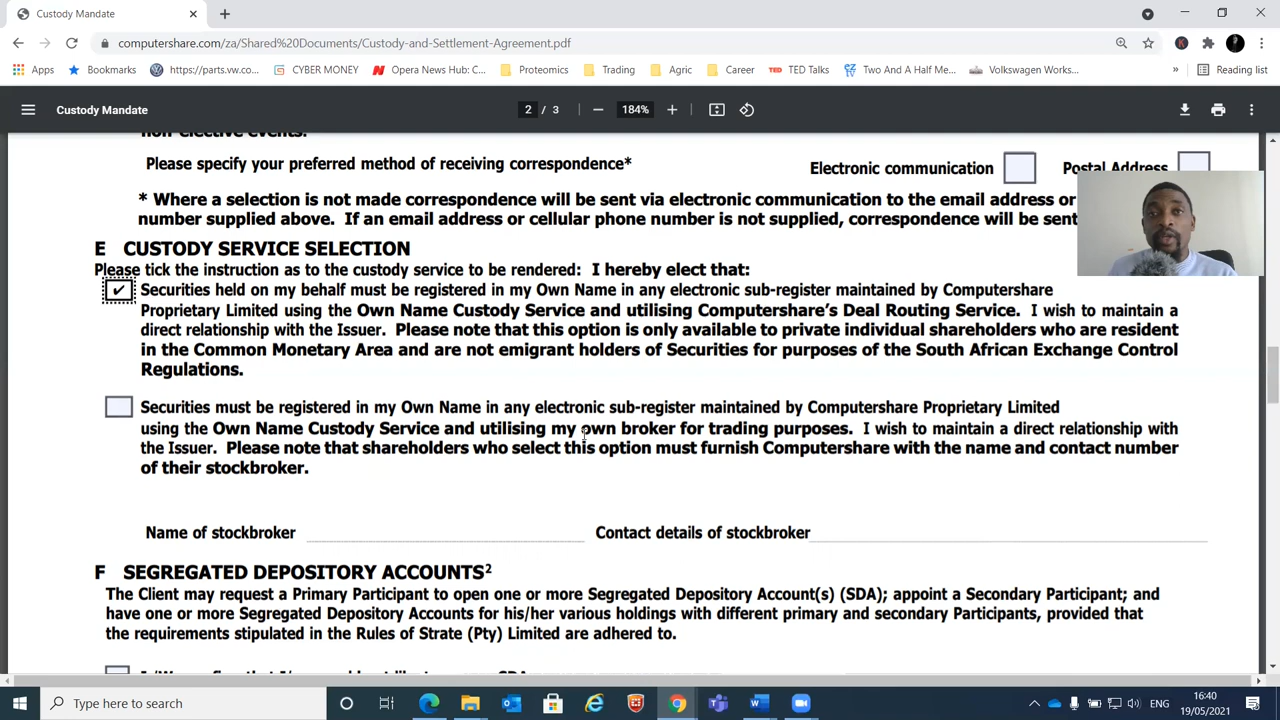 Custody Mandate
computershare.com/za/Shared%20Documents/Custody-and-Settlement-Agreement.pdf
Apps
Bookmarks
https://parts.vw.co...
CYBER MONEY
Opera News Hub: C...
Proteomics
Trading
Agric
Career
TED
TED Talks
Two And A Half Me...
Volkswagen Works...
»
Reading list
Custody Mandate
2 / 3
184%
non-elective events.
Please specify your preferred method of receiving correspondence*
Electronic communication
Postal Address
* Where a selection is not made correspondence will be sent via electronic communication to the email address or
number supplied above. If an email address or cellular phone number is not supplied, correspondence will be sent
E CUSTODY SERVICE SELECTION
Please tick the instruction as to the custody service to be rendered: I hereby elect that:
Securities held on my behalf must be registered in my Own Name in any electronic sub-register maintained by Computershare
Proprietary Limited using the Own Name Custody Service and utilising Computershare's Deal Routing Service. I wish to maintain a
direct relationship with the Issuer. Please note that this option is only available to private individual shareholders who are resident
in the Common Monetary Area and are not emigrant holders of Securities for purposes of the South African Exchange Control
Regulations.
Securities must be registered in my Own Name in any electronic sub-register maintained by Computershare Proprietary Limited
using the Own Name Custody Service and utilising my own broker for trading purposes. I wish to maintain a direct relationship with
the Issuer. Please note that shareholders who select this option must furnish Computershare with the name and contact number
of their stockbroker.
Name of stockbroker
Contact details of stockbroker
F SEGREGATED DEPOSITORY ACCOUNTS2
The Client may request a Primary Participant to open one or more Segregated Depository Account(s) (SDA); appoint a Secondary Participant; and
have one or more Segregated Depository Accounts for his/her various holdings with different primary and secondary Participants, provided that
the requirements stipulated in the Rules of Strate (Pty) Limited are adhered to.
SDA
Type here to search
ENG
16:40
19/05/2021